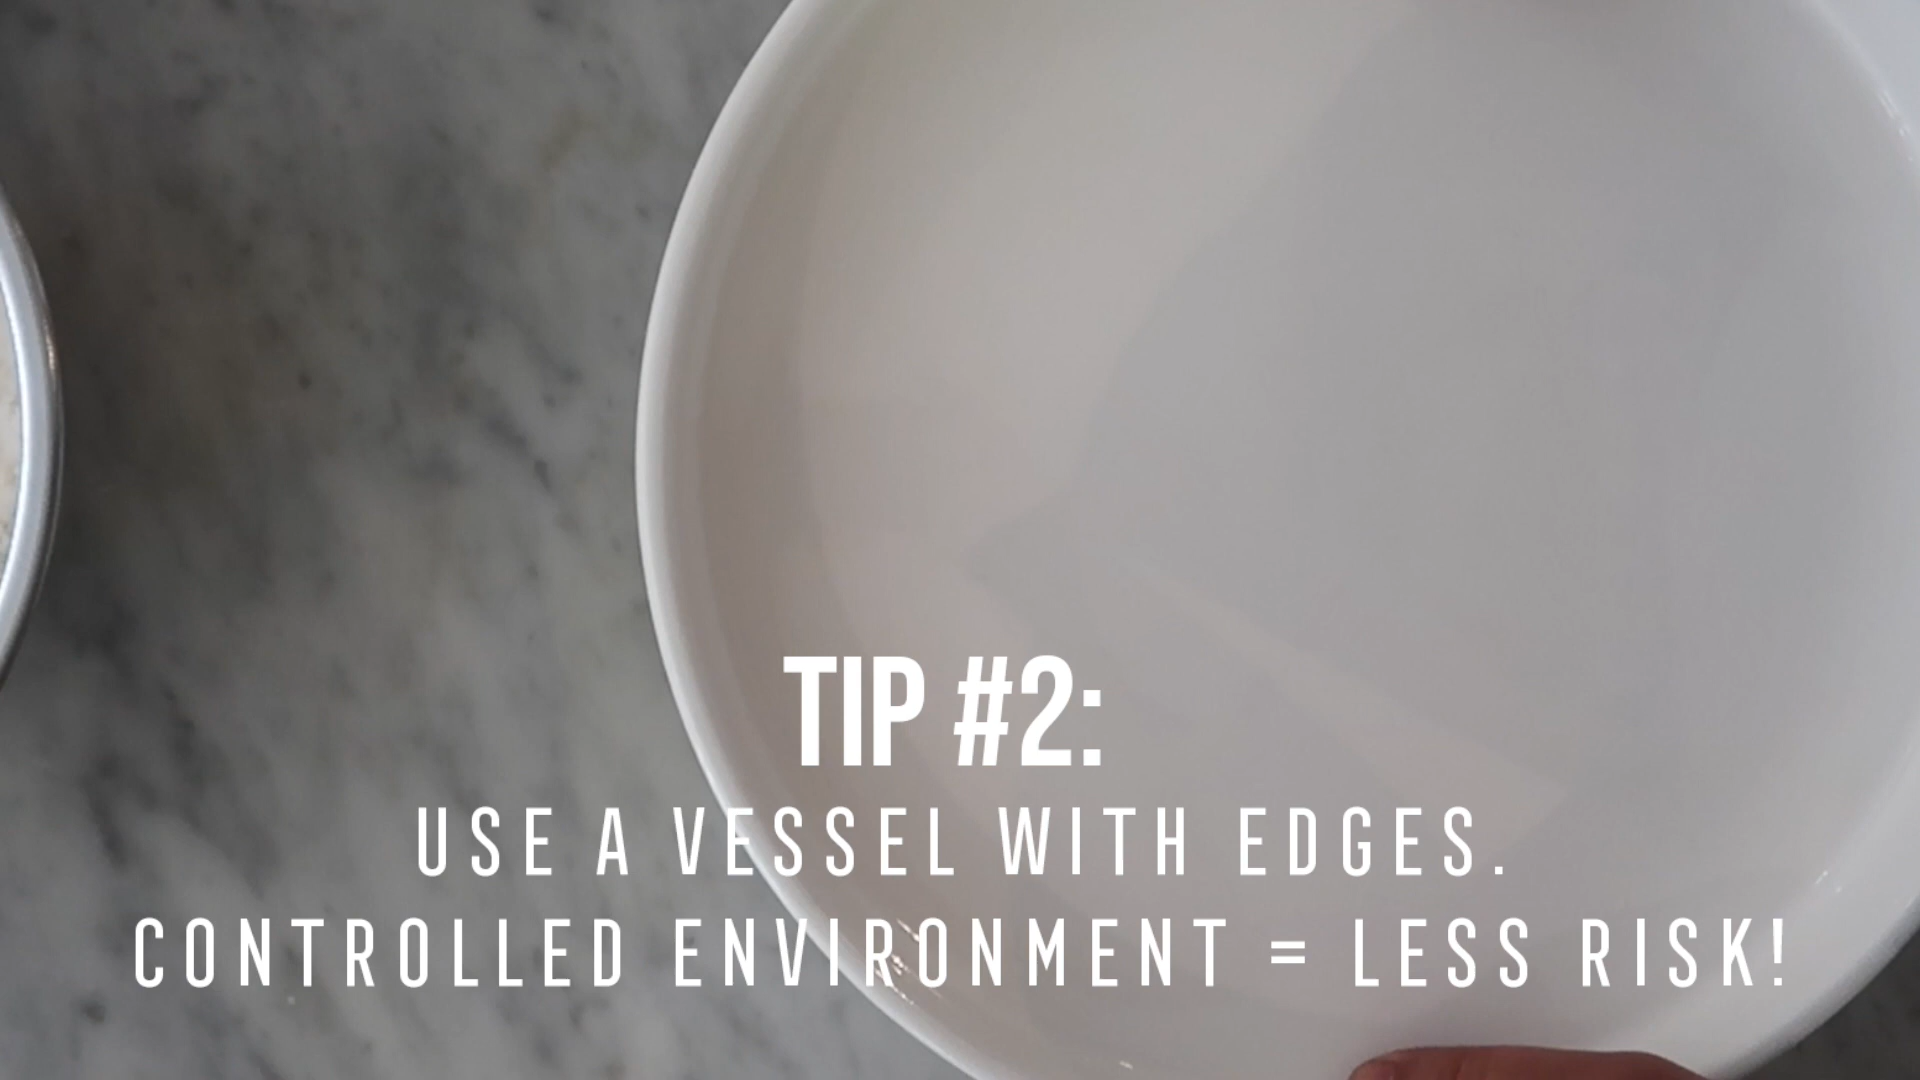 TIP #2:
USE A VESSEL WITH EDGES.
CONTROLLED ENVIRONMENT = LESS RISK!